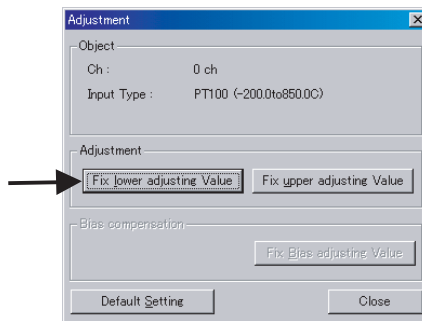 Adjustment
Object
Ch : 0 ch
Input Type : PT100 (-200.0to850.0C)
Adjustment
Fix lower adjusting Value Fix upper adjusting Value
Bias compensation
Fix Bias adjusting Value
Default Setting Close